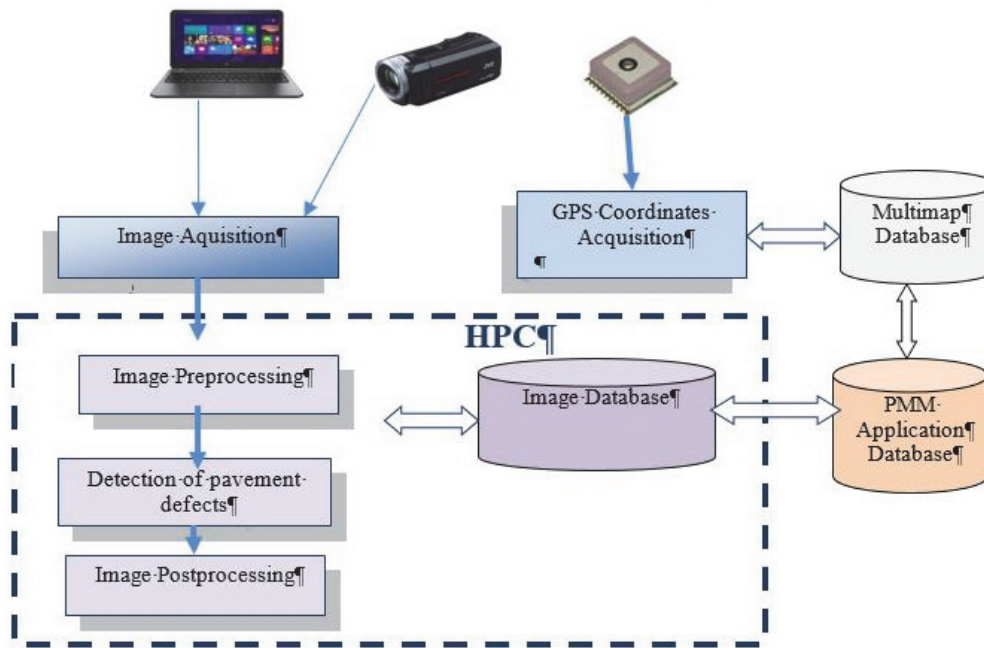 Image·Aquisition¶
GPS·Coordinates·
Acquisition¶
¶
Multimap¶
Database¶
HPC¶
Image·Preprocessing¶
Image·Database¶
PMM·
Application¶
Database¶
Detection·of·pavement·
defects¶
Image·Postprocessing¶